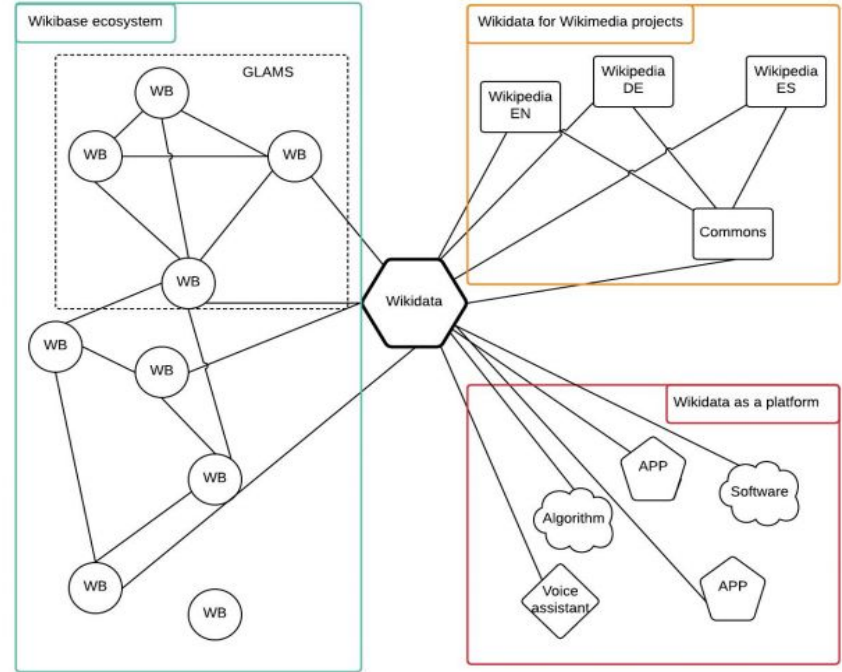 Wikibase ecosystem
GLAMS
WB
WB
WB
WB
WB
WB
WB
WB
WB
Wikidata
Wikidata for Wikimedia projects
Wikipedia
EN
Wikipedia
DE
Wikipedia
ES
Commons
Wikidata as a platform
APP
Software
Algorithm
Voice
assistant
APP